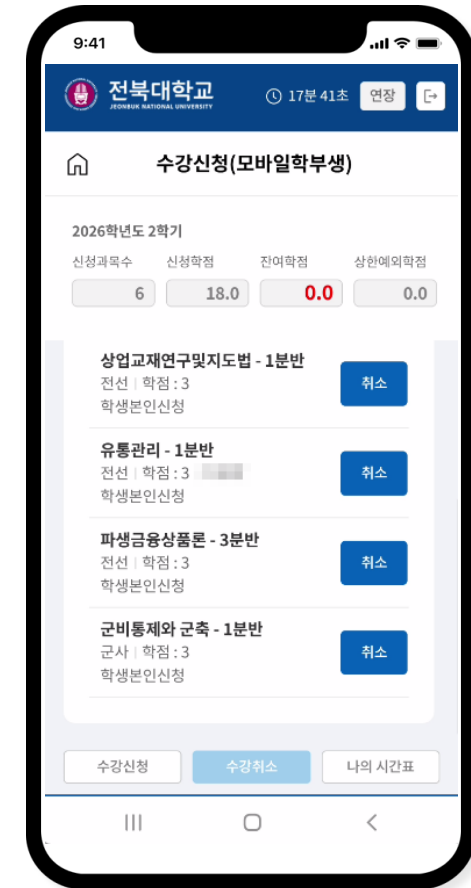 9:41
전북대학교
JEONBUK NATIONAL UNIVERSITY
17분 41초 연장
수강신청(모바일학부생)
2026학년도 2학기
신청과목수 신청학점 잔여학점 상한예외학점
6 18.0 0.0 0.0
상업교재연구및지도법 - 1분반
전선 | 학점 : 3
학생본인신청
취소
유통관리 - 1분반
전선 | 학점 : 3
학생본인신청
취소
파생금융상품론 - 3분반
전선 | 학점 : 3
학생본인신청
취소
군비통제와 군축 - 1분반
군사 | 학점 : 3
학생본인신청
취소
수강신청 수강취소 나의 시간표